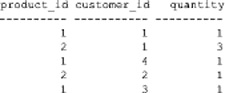 product_id customer_id quantity
---------- ----------- ----------
1 1 1
2 1 3
1 4 1
2 2 1
1 3 1